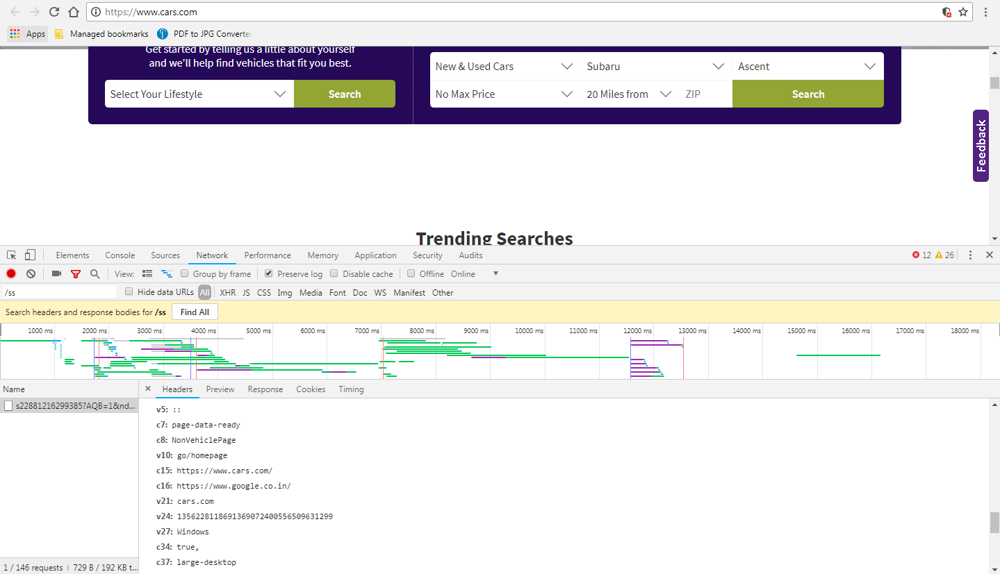 https://www.cars.com
Apps Managed bookmarks PDF to JPG Converter
Get started by telling us a little about yourself
and we'll help find vehicles that fit you best.
Select Your Lifestyle Search
New & Used Cars Subaru Ascent
No Max Price 20 Miles from ZIP Search
Feedback
Trending Searches
Elements Console Sources Network Performance Memory Application Security Audits 12 26
View: Group by frame Preserve log Disable cache Offline Online
/ss Hide data URLs All XHR JS CSS Img Media Font Doc WS Manifest Other
Search headers and response bodies for /ss Find All
1000 ms 2000 ms 3000 ms 4000 ms 5000 ms 6000 ms 7000 ms 8000 ms 9000 ms 10000 ms 11000 ms 12000 ms 13000 ms 14000 ms 15000 ms 16000 ms 17000 ms 18000 ms
Name Headers Preview Response Cookies Timing
s22881216299385?AQB=1&nd...
v5: ::
c7: page-data-ready
c8: NonVehiclePage
v10: go/homepage
c15: https://www.cars.com/
c16: https://www.google.co.in/
v21: cars.com
v24: 1356228118691369072400556509631299
v27: Windows
c34: true,
c37: large-desktop
1 / 146 requests | 729 B / 192 KB t...